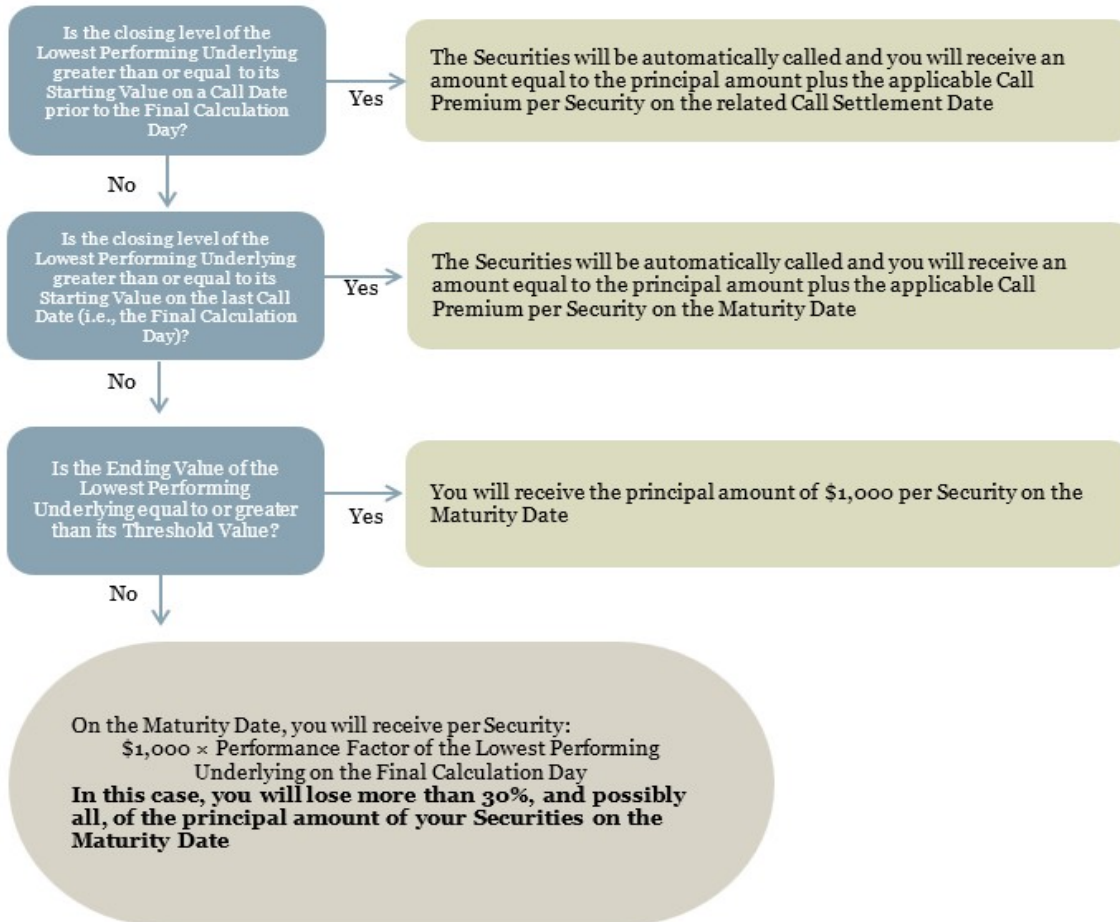 Is the closing level of the
Lowest Performing Underlying
greater than or equal to its
Starting Value on a Call Date
prior to the Final Calculation
Day?
Yes
The Securities will be automatically called and you will receive an
amount equal to the principal amount plus the applicable Call
Premium per Security on the related Call Settlement Date
No
Is the closing level of the
Lowest Performing Underlying
greater than or equal to its
Starting Value on the last Call
Date (i.e., the Final Calculation
Day)?
Yes
The Securities will be automatically called and you will receive an
amount equal to the principal amount plus the applicable Call
Premium per Security on the Maturity Date
No
Is the Ending Value of the
Lowest Performing
Underlying equal to or greater
than its Threshold Value?
Yes
You will receive the principal amount of $1,000 per Security on the
Maturity Date
No
On the Maturity Date, you will receive per Security:
$1,000 × Performance Factor of the Lowest Performing
Underlying on the Final Calculation Day
In this case, you will lose more than 30%, and possibly
all, of the principal amount of your Securities on the
Maturity Date